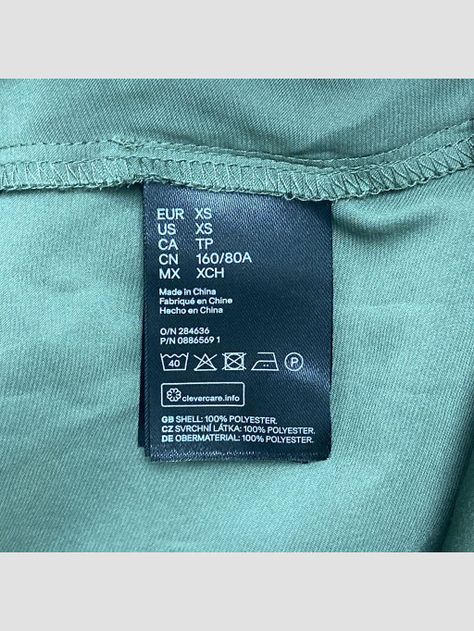 EUR XS
US XS
CA TP
CN 160/80A
MX XCH
Made in China
Fabriqué en Chine
Hecho en China
O/N 284636
P/N 0886569 1
40 P
clevercare.info
GB SHELL: 100% POLYESTER.
CZ SVRCHNÍ LÁTKA: 100% POLYESTER.
DE OBERMATERIAL: 100% POLYESTER.